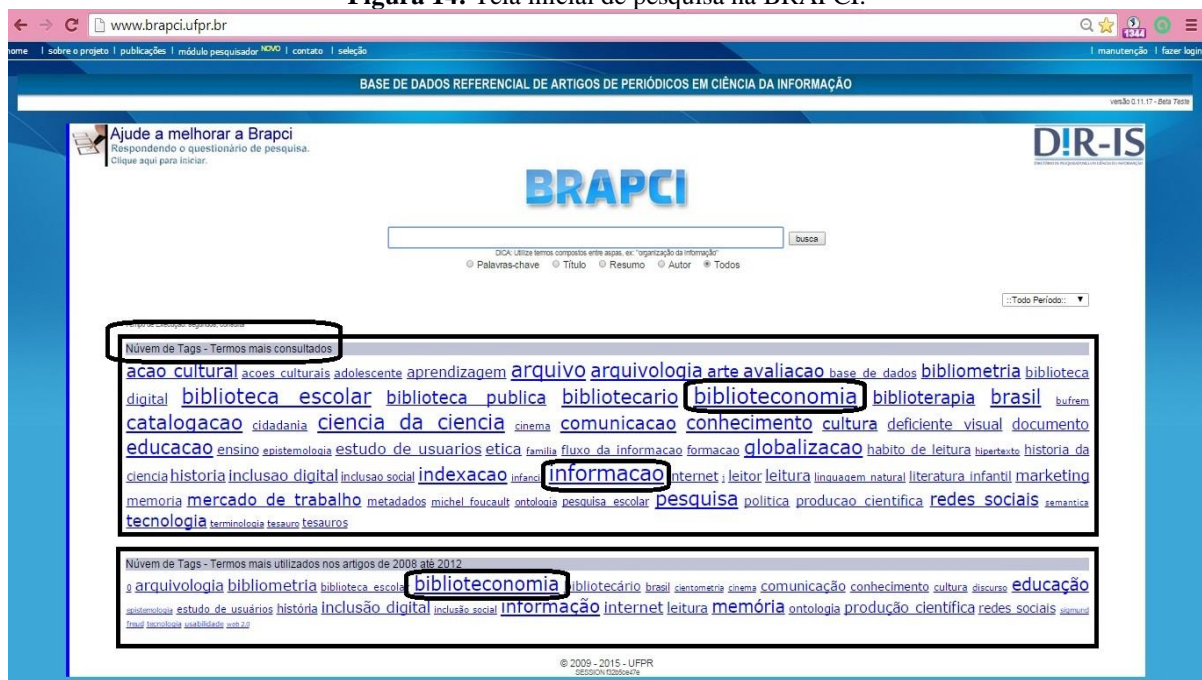 Figura 14: Tela inicial de pesquisa na BRAPCI.
www.brapci.ufpr.br
1344
home | sobre o projeto | publicações | módulo pesquisador NOVO | contato | seleção | manutenção | fazer login
BASE DE DADOS REFERENCIAL DE ARTIGOS DE PERIÓDICOS EM CIÊNCIA DA INFORMAÇÃO
versão 0.11.17 - Beta Teste
Ajude a melhorar a Brapci
Respondendo o questionário de pesquisa.
Clique aqui para iniciar.
D!R-IS
BRAPCI
busca
DICA: Utilize termos compostos entre aspas, ex: "organização da informação"
Palavras-chave Título Resumo Autor Todos
::Todo Período::
Tempo de Execução: segundos, consulta
Núvem de Tags - Termos mais consultados
acao cultural acoes culturais adolescente aprendizagem arquivo arquivologia arte avaliacao base de dados bibliometria biblioteca
digital biblioteca escolar biblioteca publica bibliotecario biblioteconomia biblioterapia brasil bufrem
catalogacao cidadania ciencia da ciencia cinema comunicacao conhecimento cultura deficiente visual documento
educacao ensino epistemologia estudo de usuarios etica familia fluxo da informacao formacao globalizacao habito de leitura hipertexto historia da
ciencia historia inclusao digital inclusao social indexacao infanci informacao internet ; leitor leitura linguagem natural literatura infantil marketing
memoria mercado de trabalho metadados michel foucault ontologia pesquisa escolar pesquisa politica producao cientifica redes sociais semantica
tecnologia terminologia tesauro tesauros
Núvem de Tags - Termos mais utilizados nos artigos de 2008 até 2012
0 arquivologia bibliometria biblioteca escolar biblioteconomia bibliotecário brasil cientometria cinema comunicação conhecimento cultura discurso educação
epistemologia estudo de usuários história inclusão digital inclusão social informação internet leitura memória ontologia produção científica redes sociais sigmund
freud tecnologia usabilidade web 2.0
© 2009 - 2015 - UFPR